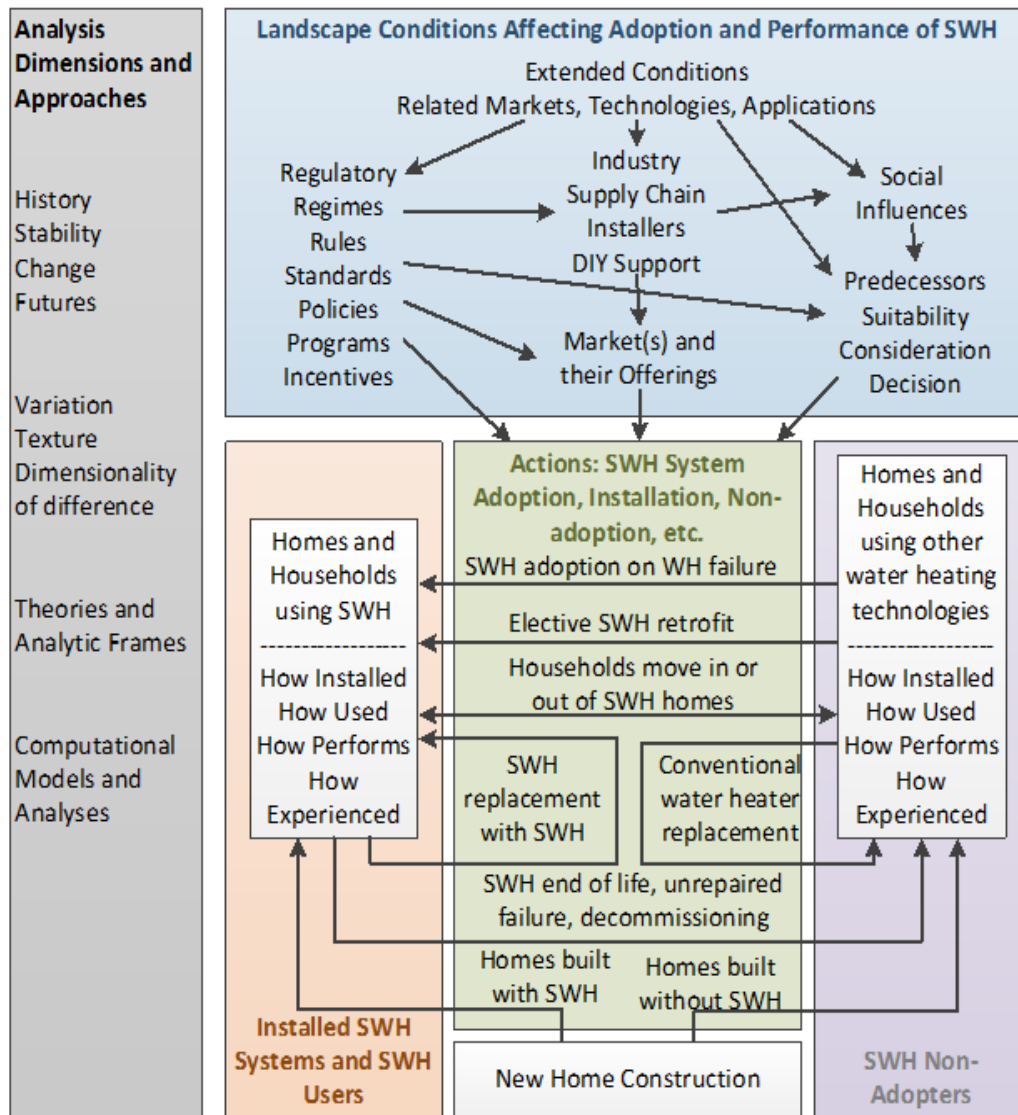 Analysis
Dimensions and
Approaches
History
Stability
Change
Futures
Variation
Texture
Dimensionality
of difference
Theories and
Analytic Frames
Computational
Models and
Analyses
Landscape Conditions Affecting Adoption and Performance of SWH
Extended Conditions
Related Markets, Technologies, Applications
Regulatory
Regimes
Rules
Standards
Policies
Programs
Incentives
Industry
Supply Chain
Installers
DIY Support
Market(s) and
their Offerings
Social
Influences
Predecessors
Suitability
Consideration
Decision
Homes and
Households
using SWH
-------------------
How Installed
How Used
How Performs
How
Experienced
Installed SWH
Systems and SWH
Users
Actions: SWH System
Adoption, Installation, Non-
adoption, etc.
SWH adoption on WH failure
Elective SWH retrofit
Households move in or
out of SWH homes
SWH
replacement
with SWH
Conventional
water heater
replacement
SWH end of life, unrepaired
failure, decommissioning
Homes built
with SWH
Homes built
without SWH
New Home Construction
Homes and
Households
using other
water heating
technologies
-------------------
How Installed
How Used
How Performs
How
Experienced
SWH Non-
Adopters